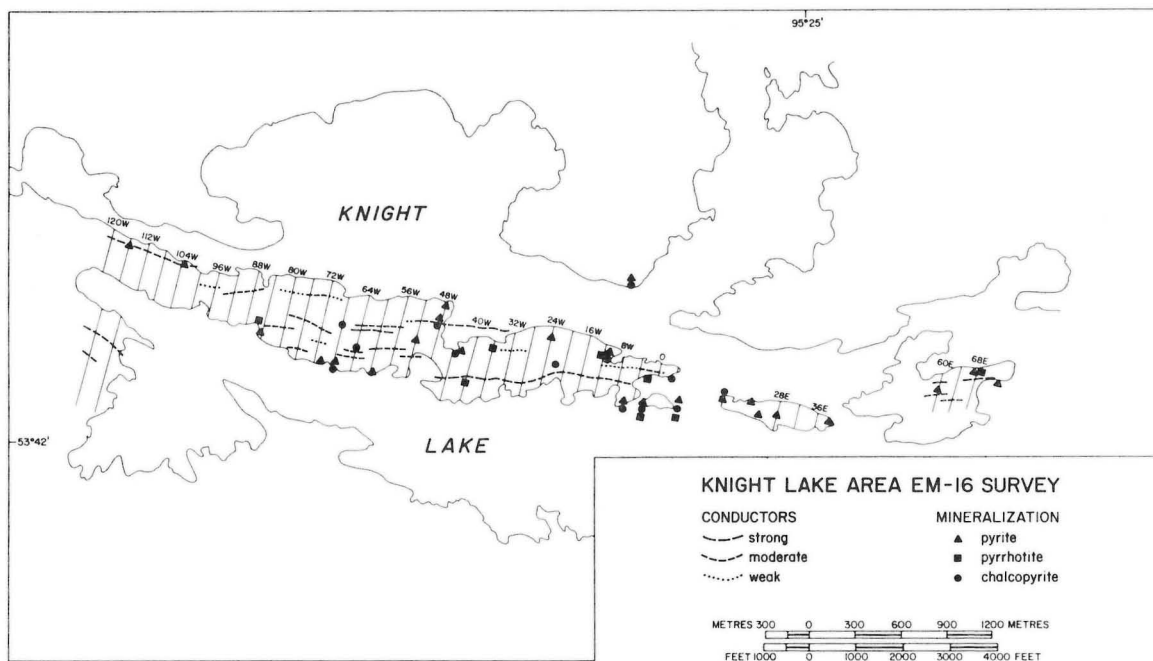 95°25'
KNIGHT
120W
112W
104W
96W
88W
80W
72W
64W
56W
48W
40W
32W
24W
16W
8W
0
60E
68E
28E
36E
53°42'
LAKE
KNIGHT LAKE AREA EM-16 SURVEY
CONDUCTORS
strong
moderate
weak
MINERALIZATION
pyrite
pyrrhotite
chalcopyrite
METRES 300 0 300 600 900 1200 METRES
FEET 1000 0 1000 2000 3000 4000 FEET